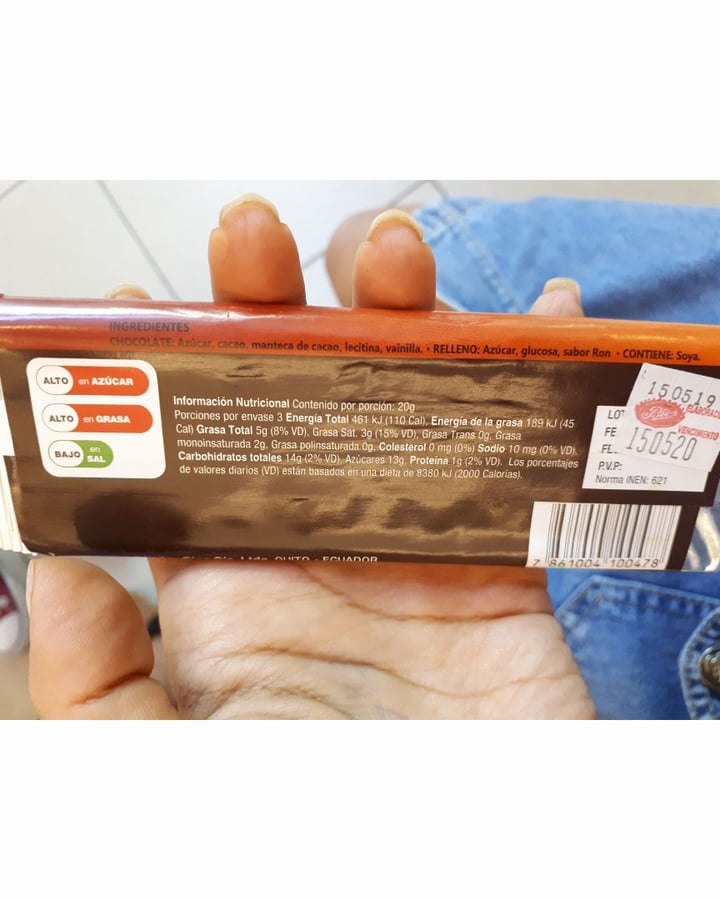 INGREDIENTES
CHOCOLATE: Azúcar, cacao, manteca de cacao, lecitina, vainilla. • RELLENO: Azúcar, glucosa, sabor Ron • CONTIENE: Soya.
ALTO en AZÚCAR
ALTO en GRASA
BAJO en SAL
Información Nutricional Contenido por porción: 20g
Porciones por envase 3 Energía Total 461 kJ (110 Cal), Energía de la grasa 189 kJ (45
Cal) Grasa Total 5g (8% VD), Grasa Sat. 3g (15% VD), Grasa Trans 0g, Grasa
monoinsaturada 2g, Grasa polinsaturada 0g, Colesterol 0 mg (0%) Sodio 10 mg (0% VD),
Carbohidratos totales 14g (2% VD), Azúcares 13g, Proteína 1g (2% VD). Los porcentajes
de valores diarios (VD) están basados en una dieta de 8380 kJ (2000 Calorías).
150519
ELABORADO
VENCIMIENTO
150520
LOT
FE
P.V.P:
Norma INEN: 621
7 861004 100478
Cia. Ltda. QUITO - ECUADOR